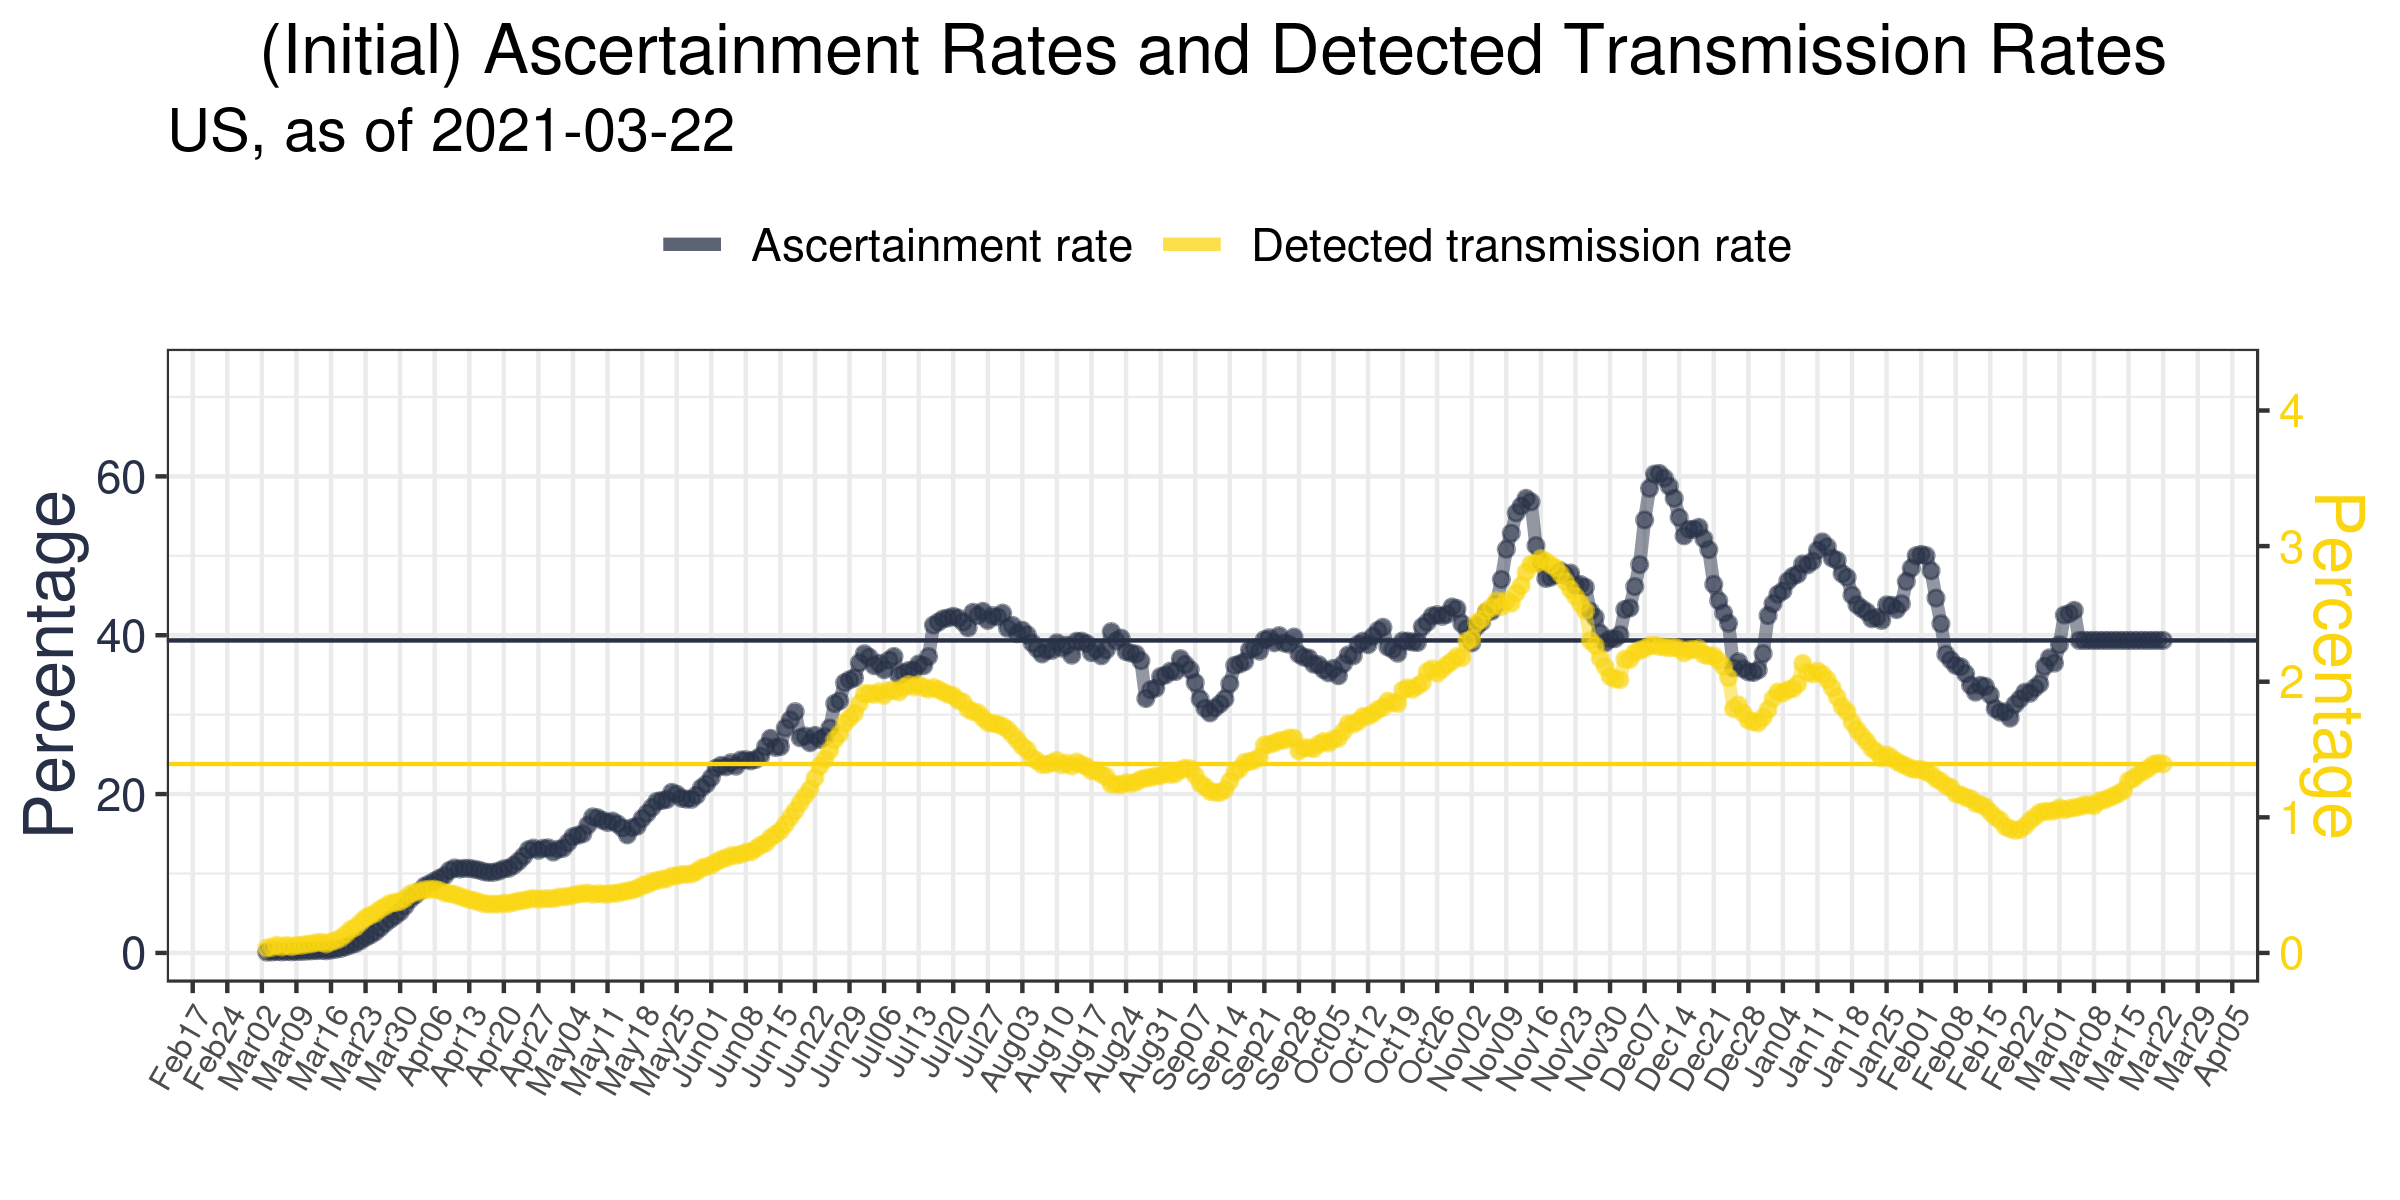 (Initial) Ascertainment Rates and Detected Transmission Rates
US, as of 2021-03-22
Ascertainment rate Detected transmission rate
Percentage
60
40
20
0
4
3
2
1
0
Percentage
Feb17 Feb24 Mar02 Mar09 Mar16 Mar23 Mar30 Apr06 Apr13 Apr20 Apr27 May04 May11 May18 May25 Jun01 Jun08 Jun15 Jun22 Jun29 Jul06 Jul13 Jul20 Jul27 Aug03 Aug10 Aug17 Aug24 Aug31 Sep07 Sep14 Sep21 Sep28 Oct05 Oct12 Oct19 Oct26 Nov02 Nov09 Nov16 Nov23 Nov30 Dec07 Dec14 Dec21 Dec28 Jan04 Jan11 Jan18 Jan25 Feb01 Feb08 Feb15 Feb22 Mar01 Mar08 Mar15 Mar22 Mar29 Apr05